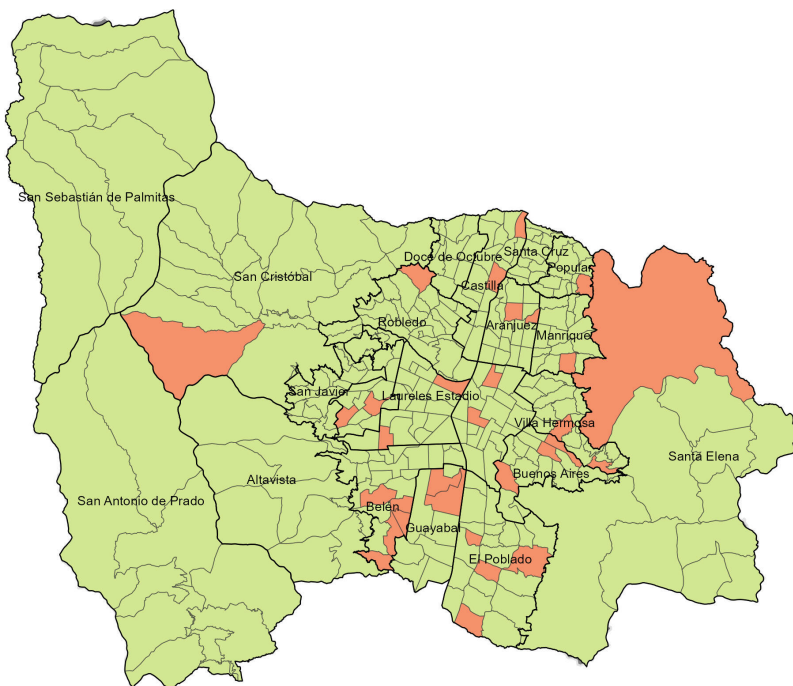 San Sebastián de Palmitas
San Cristóbal
Doce de Octubre
Santa Cruz
Popular
Castilla
Robledo
Aranjuez
Manrique
San Javier
Laureles Estadio
Villa Hermosa
Santa Elena
Buenos Aires
Altavista
San Antonio de Prado
Belén
Guayabal
El Poblado